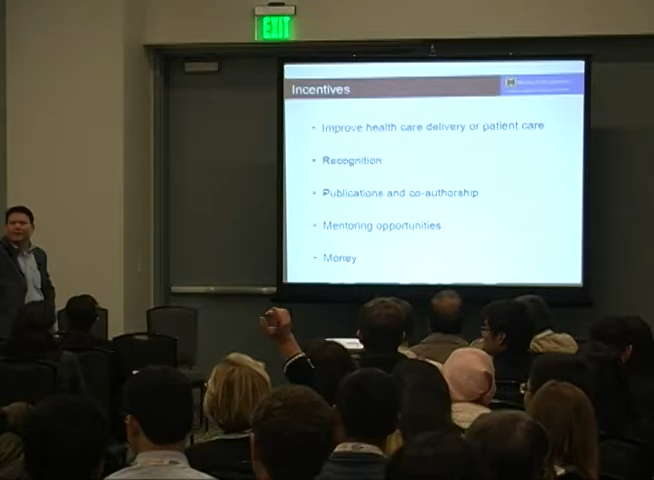 EXIT
Incentives
- Improve health care delivery or patient care
- Recognition
- Publications and co-authorship
- Mentoring opportunities
- Money